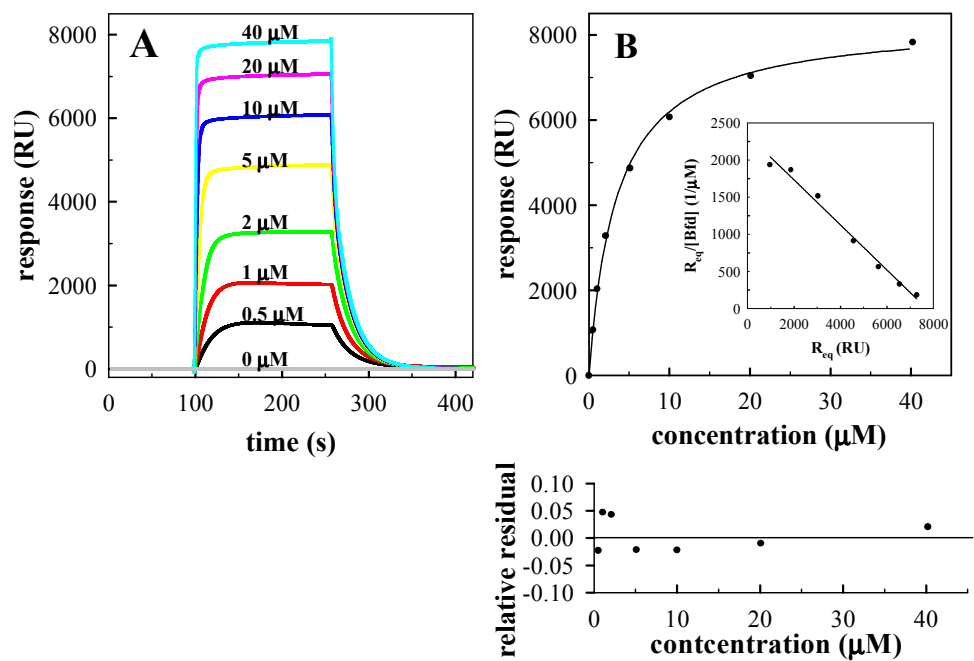 A
8000
6000
4000
2000
0
response (RU)
40 μM
20 μM
10 μM
5 μM
2 μM
1 μM
0.5 μM
0 μM
0 100 200 300 400
time (s)
B
8000
6000
4000
2000
0
response (RU)
0 10 20 30 40
concentration (μM)
2500
2000
1500
1000
500
0
R_eq/[Bfd] (1/μM)
0 2000 4000 6000 8000
R_eq (RU)
0.10
0.05
0.00
-0.05
-0.10
relative residual
0 10 20 30 40
contcentration (μM)